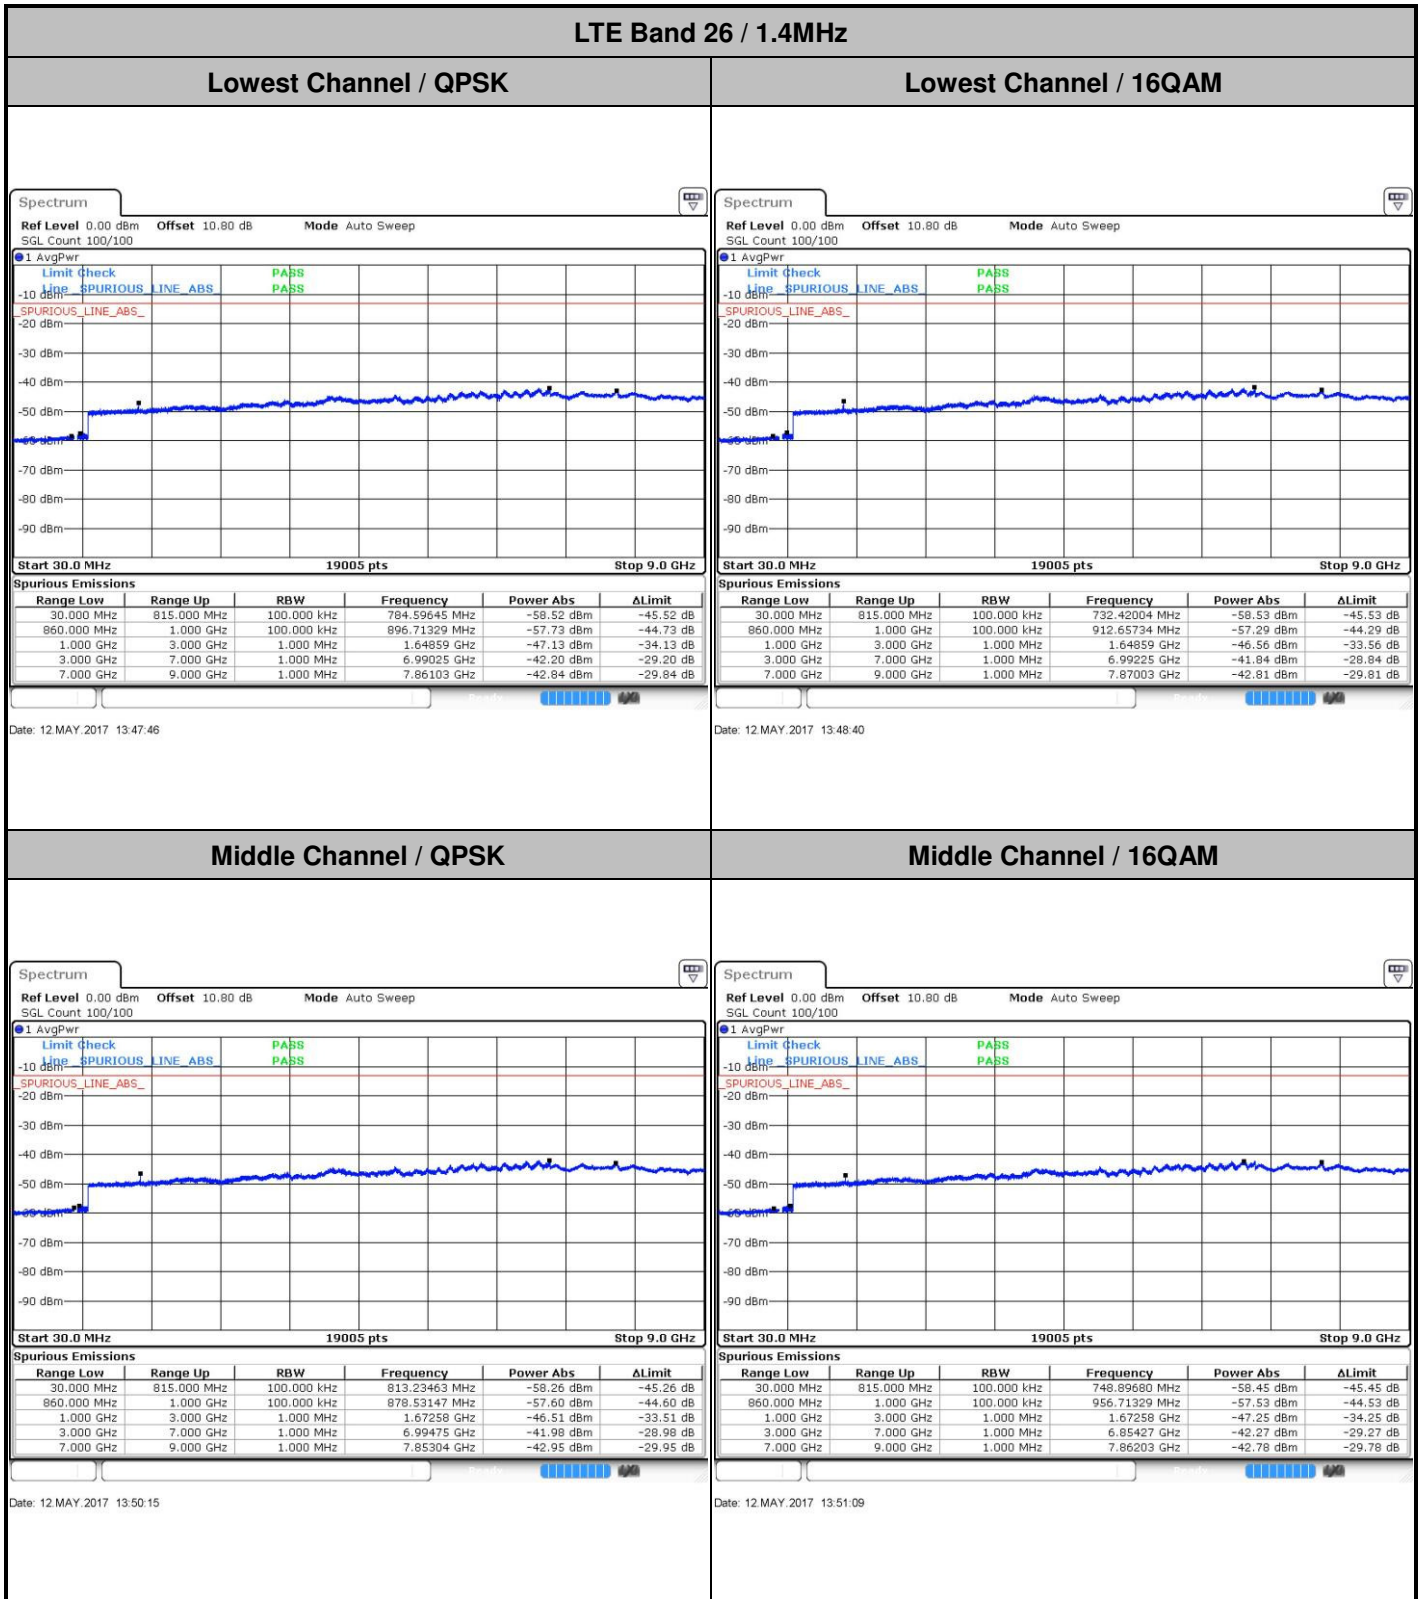 LTE Band 26 / 1.4MHz
Lowest Channel / QPSK
Lowest Channel / 16QAM
Spectrum
Ref Level 0.00 dBm Offset 10.80 dB Mode Auto Sweep
SGL Count 100/100
1 AvgPwr
Limit Check PASS
Line _SPURIOUS_LINE_ABS_ PASS
-10 dBm
_SPURIOUS_LINE_ABS_
-20 dBm
-30 dBm
-40 dBm
-50 dBm
-60 dBm
-70 dBm
-80 dBm
-90 dBm
Start 30.0 MHz 19005 pts Stop 9.0 GHz
Spurious Emissions
Range Low Range Up RBW Frequency Power Abs ΔLimit
30.000 MHz 815.000 MHz 100.000 kHz 784.59645 MHz -58.52 dBm -45.52 dB
860.000 MHz 1.000 GHz 100.000 kHz 896.71329 MHz -57.73 dBm -44.73 dB
1.000 GHz 3.000 GHz 1.000 MHz 1.64859 GHz -47.13 dBm -34.13 dB
3.000 GHz 7.000 GHz 1.000 MHz 6.99025 GHz -42.20 dBm -29.20 dB
7.000 GHz 9.000 GHz 1.000 MHz 7.86103 GHz -42.84 dBm -29.84 dB
Date: 12.MAY.2017 13:47:46
Spectrum
Ref Level 0.00 dBm Offset 10.80 dB Mode Auto Sweep
SGL Count 100/100
1 AvgPwr
Limit Check PASS
Line _SPURIOUS_LINE_ABS_ PASS
-10 dBm
_SPURIOUS_LINE_ABS_
-20 dBm
-30 dBm
-40 dBm
-50 dBm
-60 dBm
-70 dBm
-80 dBm
-90 dBm
Start 30.0 MHz 19005 pts Stop 9.0 GHz
Spurious Emissions
Range Low Range Up RBW Frequency Power Abs ΔLimit
30.000 MHz 815.000 MHz 100.000 kHz 732.42004 MHz -58.53 dBm -45.53 dB
860.000 MHz 1.000 GHz 100.000 kHz 912.65734 MHz -57.29 dBm -44.29 dB
1.000 GHz 3.000 GHz 1.000 MHz 1.64859 GHz -46.56 dBm -33.56 dB
3.000 GHz 7.000 GHz 1.000 MHz 6.99225 GHz -41.84 dBm -28.84 dB
7.000 GHz 9.000 GHz 1.000 MHz 7.87003 GHz -42.81 dBm -29.81 dB
Date: 12.MAY.2017 13:48:40
Middle Channel / QPSK
Middle Channel / 16QAM
Spectrum
Ref Level 0.00 dBm Offset 10.80 dB Mode Auto Sweep
SGL Count 100/100
1 AvgPwr
Limit Check PASS
Line _SPURIOUS_LINE_ABS_ PASS
-10 dBm
_SPURIOUS_LINE_ABS_
-20 dBm
-30 dBm
-40 dBm
-50 dBm
-60 dBm
-70 dBm
-80 dBm
-90 dBm
Start 30.0 MHz 19005 pts Stop 9.0 GHz
Spurious Emissions
Range Low Range Up RBW Frequency Power Abs ΔLimit
30.000 MHz 815.000 MHz 100.000 kHz 813.23463 MHz -58.26 dBm -45.26 dB
860.000 MHz 1.000 GHz 100.000 kHz 878.53147 MHz -57.60 dBm -44.60 dB
1.000 GHz 3.000 GHz 1.000 MHz 1.67258 GHz -46.51 dBm -33.51 dB
3.000 GHz 7.000 GHz 1.000 MHz 6.99475 GHz -41.98 dBm -28.98 dB
7.000 GHz 9.000 GHz 1.000 MHz 7.85304 GHz -42.95 dBm -29.95 dB
Date: 12.MAY.2017 13:50:15
Spectrum
Ref Level 0.00 dBm Offset 10.80 dB Mode Auto Sweep
SGL Count 100/100
1 AvgPwr
Limit Check PASS
Line _SPURIOUS_LINE_ABS_ PASS
-10 dBm
_SPURIOUS_LINE_ABS_
-20 dBm
-30 dBm
-40 dBm
-50 dBm
-60 dBm
-70 dBm
-80 dBm
-90 dBm
Start 30.0 MHz 19005 pts Stop 9.0 GHz
Spurious Emissions
Range Low Range Up RBW Frequency Power Abs ΔLimit
30.000 MHz 815.000 MHz 100.000 kHz 748.89680 MHz -58.45 dBm -45.45 dB
860.000 MHz 1.000 GHz 100.000 kHz 956.71329 MHz -57.53 dBm -44.53 dB
1.000 GHz 3.000 GHz 1.000 MHz 1.67258 GHz -47.25 dBm -34.25 dB
3.000 GHz 7.000 GHz 1.000 MHz 6.85427 GHz -42.27 dBm -29.27 dB
7.000 GHz 9.000 GHz 1.000 MHz 7.86203 GHz -42.78 dBm -29.78 dB
Date: 12.MAY.2017 13:51:09